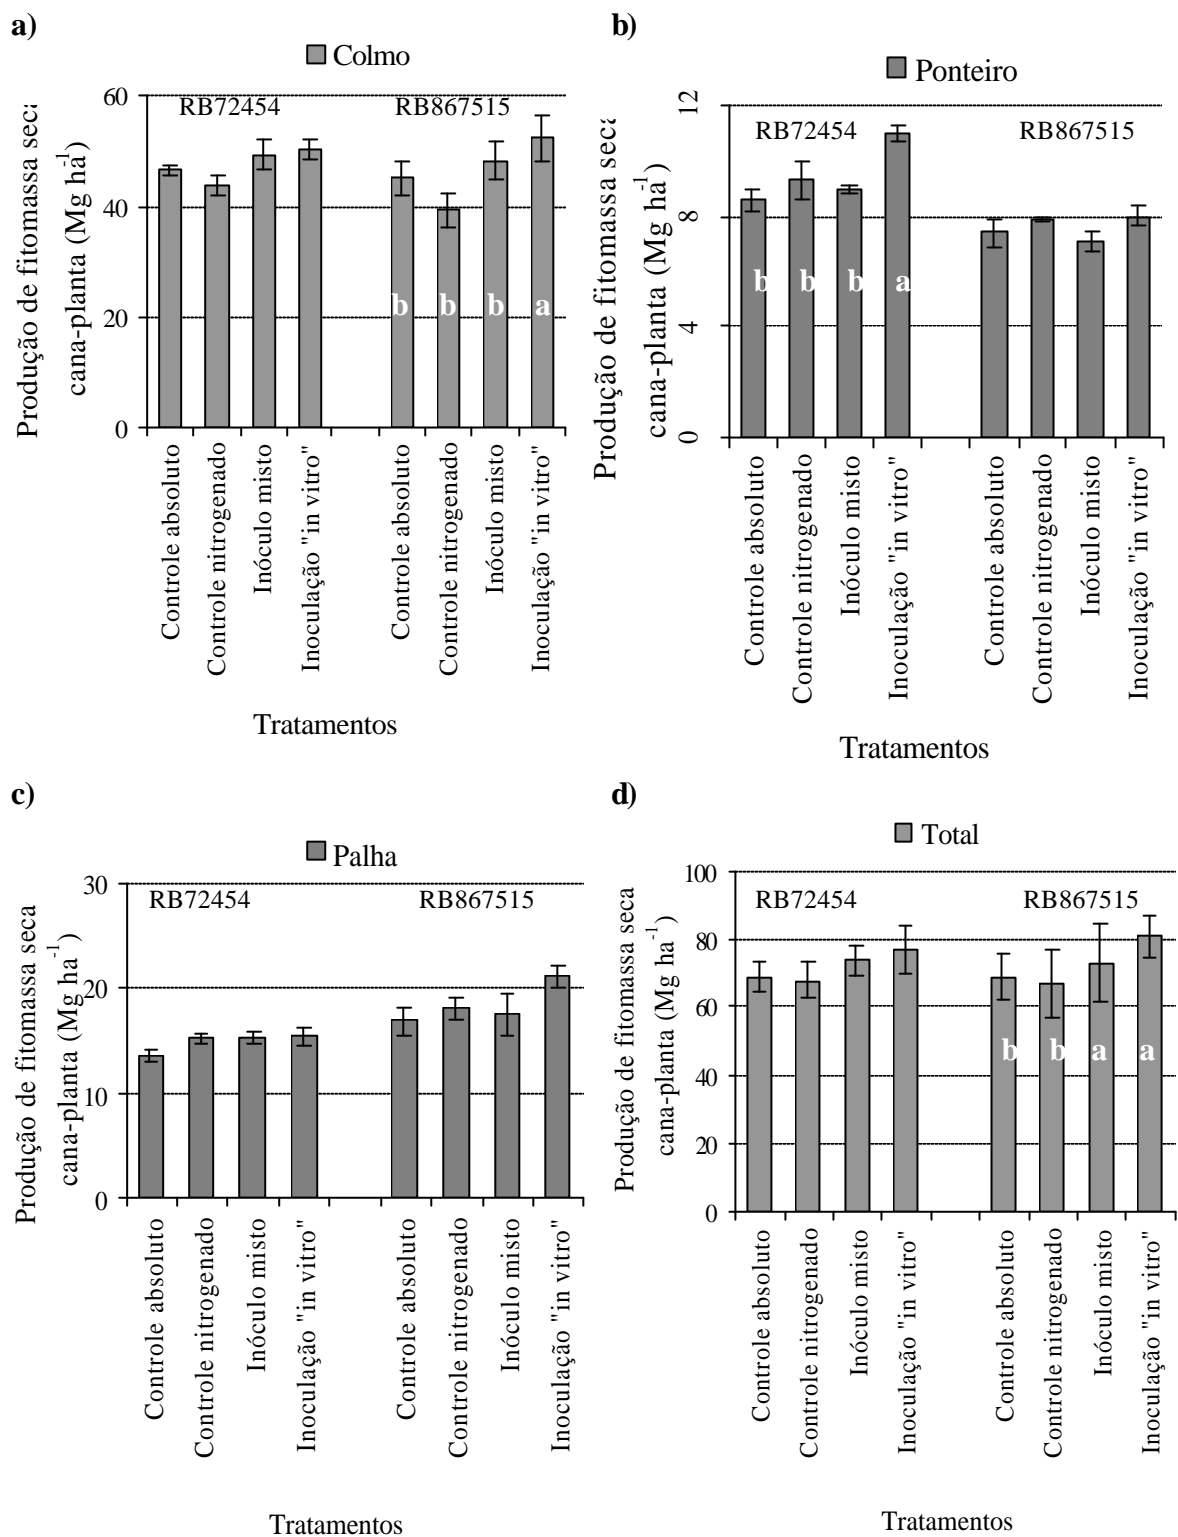 a)
Colmo
Produção de fitomassa seca
cana-planta (Mg ha-1)
60
40
20
0
RB72454
RB867515
b
b
b
a
Controle absoluto
Controle nitrogenado
Inóculo misto
Inoculação "in vitro"
Controle absoluto
Controle nitrogenado
Inóculo misto
Inoculação "in vitro"
Tratamentos
b)
Ponteiro
Produção de fitomassa seca
cana-planta (Mg ha-1)
12
8
4
0
RB72454
RB867515
b
b
b
a
Controle absoluto
Controle nitrogenado
Inóculo misto
Inoculação "in vitro"
Controle absoluto
Controle nitrogenado
Inóculo misto
Inoculação "in vitro"
Tratamentos
c)
Palha
Produção de fitomassa seca
cana-planta (Mg ha-1)
30
20
10
0
RB72454
RB867515
Controle absoluto
Controle nitrogenado
Inóculo misto
Inoculação "in vitro"
Controle absoluto
Controle nitrogenado
Inóculo misto
Inoculação "in vitro"
Tratamentos
d)
Total
Produção de fitomassa seca
cana-planta (Mg ha-1)
100
80
60
40
20
0
RB72454
RB867515
b
b
a
a
Controle absoluto
Controle nitrogenado
Inóculo misto
Inoculação "in vitro"
Controle absoluto
Controle nitrogenado
Inóculo misto
Inoculação "in vitro"
Tratamentos